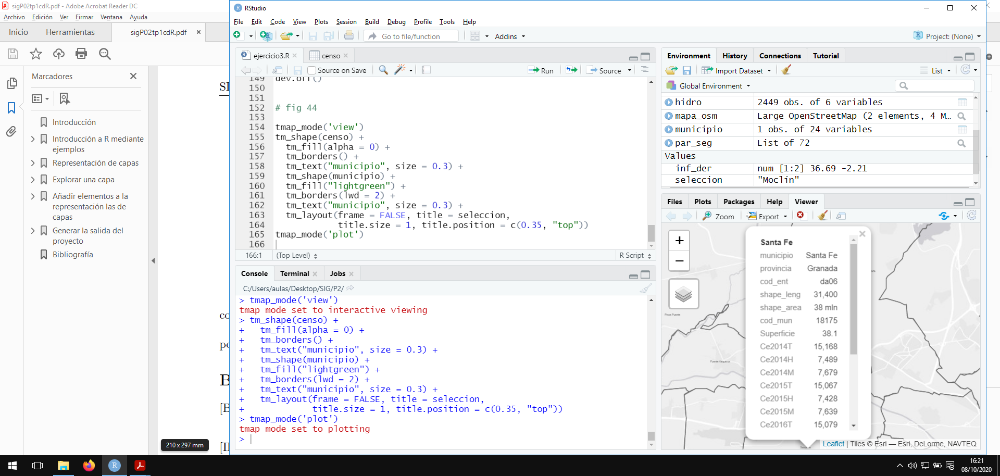 sigP02tp1cdR.pdf - Adobe Acrobat Reader DC
Archivo Edición Ver Firmar Ventana Ayuda
Inicio Herramientas sigP02tp1cdR.pdf
Marcadores
Introducción
Introducción a R mediante
ejemplos
Representación de capas
Explorar una capa
Añadir elementos a la
representación las de
capas
Generar la salida del
proyecto
Bibliografía
210 x 297 mm
RStudio
File Edit Code View Plots Session Build Debug Profile Tools Help
Go to file/function Addins Project: (None)
ejercicio3.R censo
Source on Save Run Source
149 dev.off()
150
151
152 # fig 44
153
154 tmap_mode('view')
155 tm_shape(censo) +
156 tm_fill(alpha = 0) +
157 tm_borders() +
158 tm_text("municipio", size = 0.3) +
159 tm_shape(municipio) +
160 tm_fill("lightgreen") +
161 tm_borders(lwd = 2) +
162 tm_text("municipio", size = 0.3) +
163 tm_layout(frame = FALSE, title = seleccion,
164 title.size = 1, title.position = c(0.35, "top"))
165 tmap_mode('plot')
166
166:1 (Top Level) R Script
Console Terminal Jobs
C:/Users/aulas/Desktop/SIG/P2/
> tmap_mode('view')
tmap mode set to interactive viewing
> tm_shape(censo) +
+ tm_fill(alpha = 0) +
+ tm_borders() +
+ tm_text("municipio", size = 0.3) +
+ tm_shape(municipio) +
+ tm_fill("lightgreen") +
+ tm_borders(lwd = 2) +
+ tm_text("municipio", size = 0.3) +
+ tm_layout(frame = FALSE, title = seleccion,
+ title.size = 1, title.position = c(0.35, "top"))
> tmap_mode('plot')
tmap mode set to plotting
>
Environment History Connections Tutorial
Import Dataset List
Global Environment
hidro 2449 obs. of 6 variables
mapa_osm Large OpenStreetMap (2 elements, 4 M...
municipio 1 obs. of 24 variables
par_seg List of 72
Values
inf_der num [1:2] 36.69 -2.21
seleccion "Moclín"
Files Plots Packages Help Viewer
Zoom Export
+
−
Santa Fe
municipio Santa Fe
provincia Granada
cod_ent da06
shape_leng 31,400
shape_area 38 mln
cod_mun 18175
Superficie 38.1
Ce2014T 15,168
Ce2014H 7,489
Ce2014M 7,679
Ce2015T 15,067
Ce2015H 7,428
Ce2015M 7,639
Ce2016T 15,079
Pinos Puente
Fuente Vaqueros
Leaflet | Tiles © Esri — Esri, DeLorme, NAVTEQ
16:21
08/10/2020